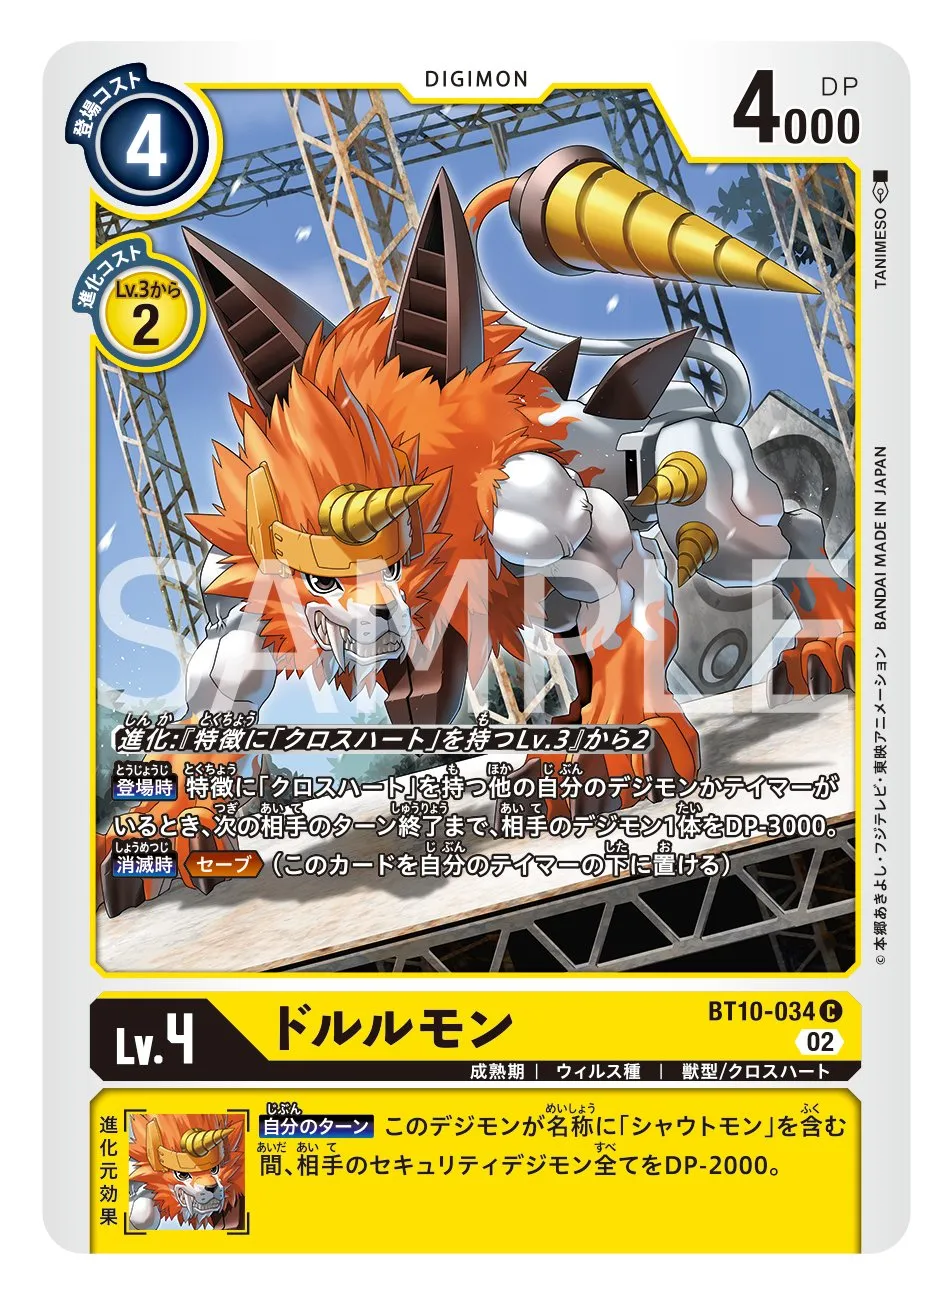 DIGIMON
登場コスト
4
DP
4000
進化コスト
Lv.3から
2
TANIMESO
BANDAI MADE IN JAPAN
©本郷あきよし・フジテレビ・東映アニメーション
SAMPLE
進化:『特徴に「クロスハート」を持つLv.3』から2
登場時 特徴に「クロスハート」を持つ他の自分のデジモンかテイマーが
いるとき、次の相手のターン終了まで、相手のデジモン1体をDP-3000。
消滅時 セーブ (このカードを自分のテイマーの下に置ける)
Lv.4
ドルルモン
BT10-034 C
02
成熟期 | ウィルス種 | 獣型/クロスハート
進化元効果
自分のターン このデジモンが名称に「シャウトモン」を含む
間、相手のセキュリティデジモン全てをDP-2000。